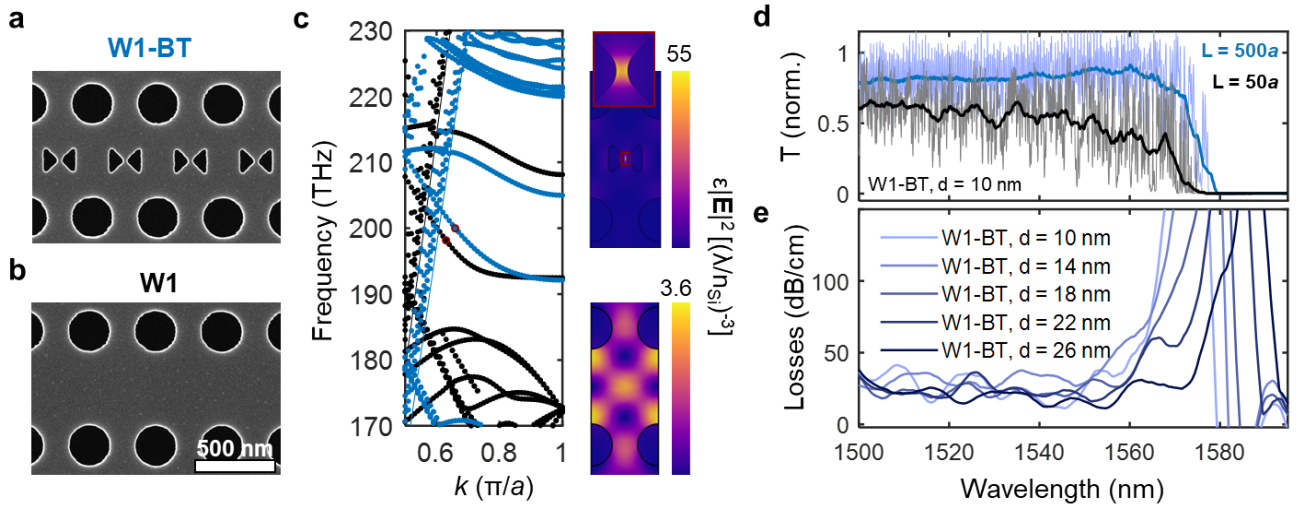 a
W1-BT
b
W1
500 nm
c
Frequency (THz)
230
220
210
200
190
180
170
0.6
0.8
1
k (π/a)
55
3.6
ε|E|² [(λ/n_Si)⁻³]
d
T (norm.)
1
0.5
0
L = 500a
L = 50a
W1-BT, d = 10 nm
e
Losses (dB/cm)
100
50
0
W1-BT, d = 10 nm
W1-BT, d = 14 nm
W1-BT, d = 18 nm
W1-BT, d = 22 nm
W1-BT, d = 26 nm
1500
1520
1540
1560
1580
Wavelength (nm)